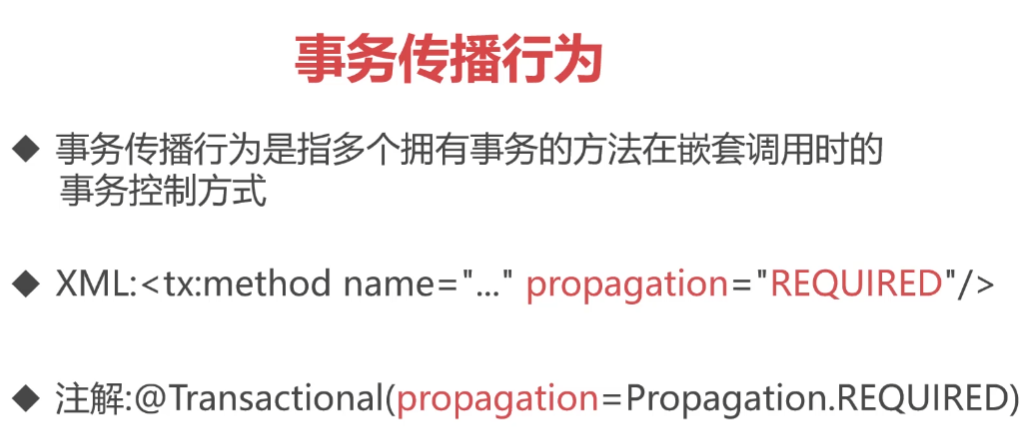 事务传播行为
◆ 事务传播行为是指多个拥有事务的方法在嵌套调用时的
事务控制方式
◆ XML:<tx:method name="..." propagation="REQUIRED"/>
◆ 注解:@Transactional(propagation=Propagation.REQUIRED)